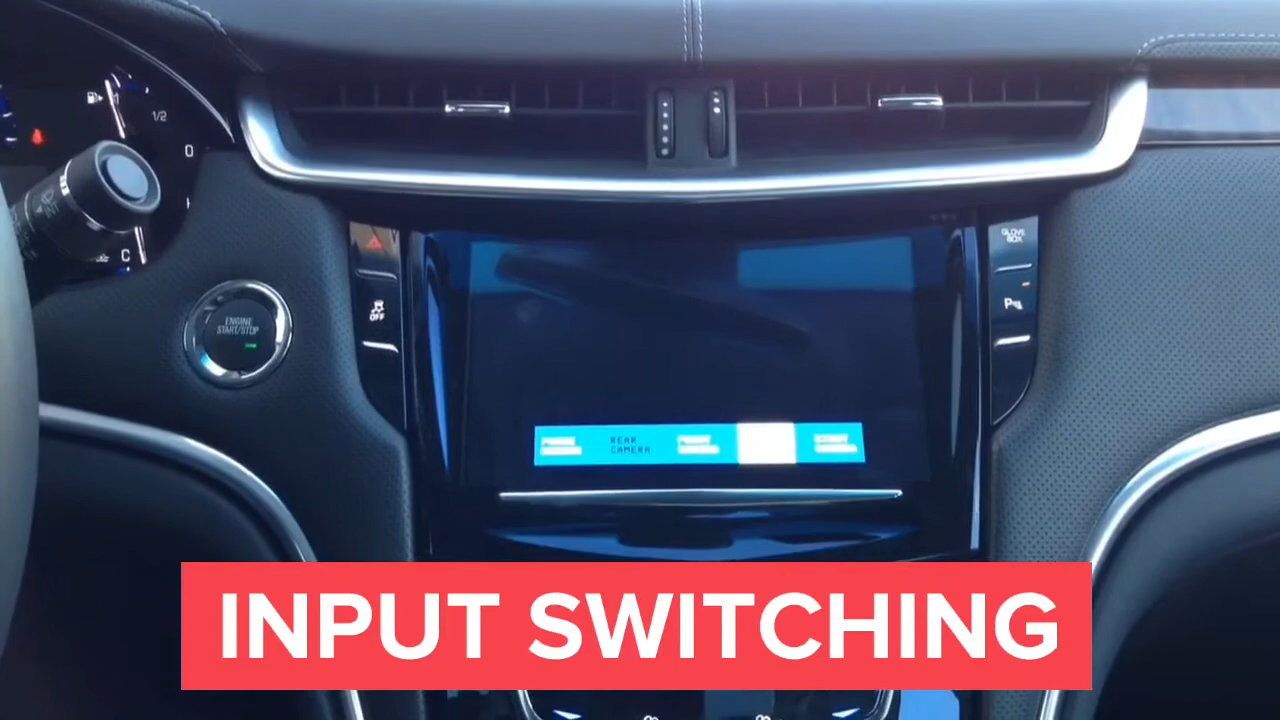 1/2
0
C
ENGINE
START/STOP
OFF
GLOVE
BOX
P
REAR
CAMERA
INPUT SWITCHING